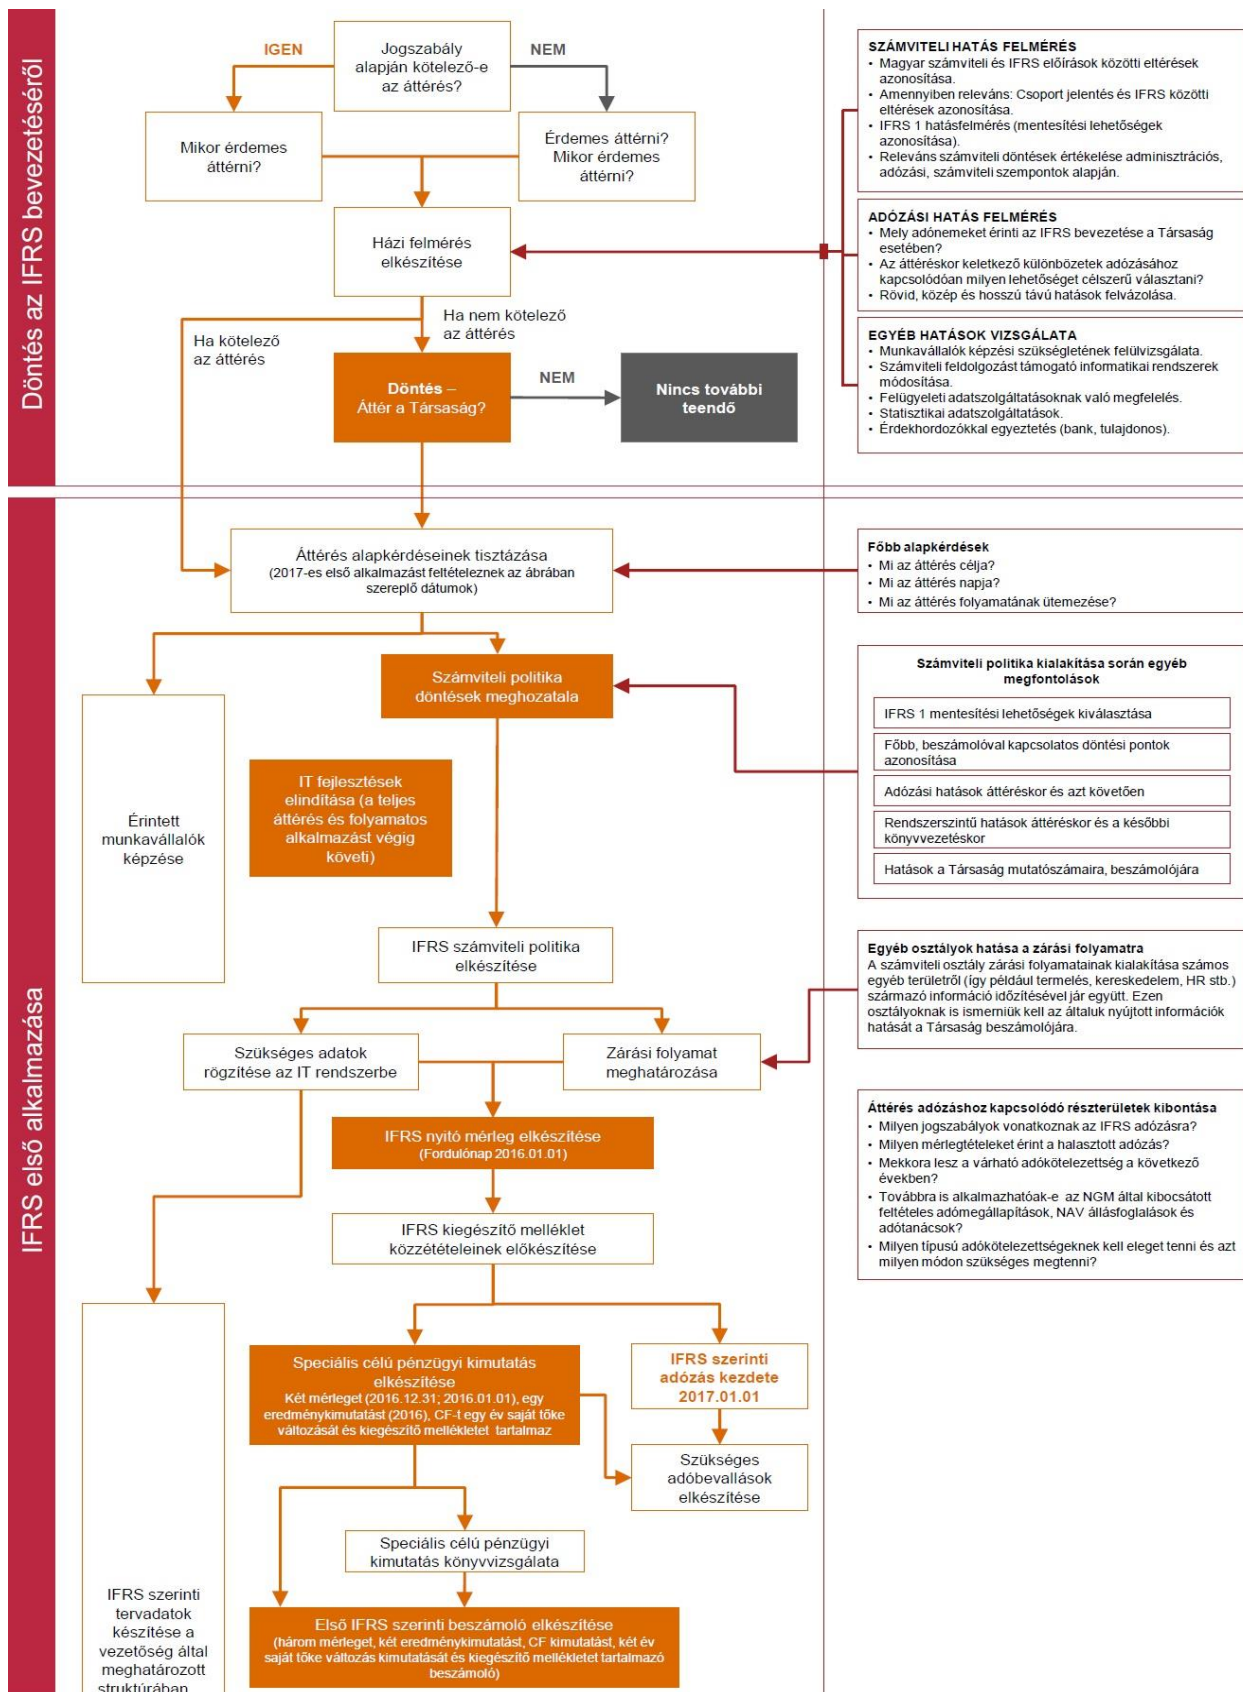 Döntés az IFRS bevezetéséről
IGEN
Jogszabály
alapján kötelező-e
az áttérés?
NEM
Mikor érdemes
áttérni?
Érdemes áttérni?
Mikor érdemes
áttérni?
Házi felmérés
elkészítése
Ha kötelező
az áttérés
Ha nem kötelező
az áttérés
Döntés –
Áttér a Társaság?
NEM
Nincs további
teendő
SZÁMVITELI HATÁS FELMÉRÉS
• Magyar számviteli és IFRS előírások közötti eltérések
azonosítása.
• Amennyiben releváns: Csoport jelentés és IFRS közötti
eltérések azonosítása.
• IFRS 1 hatásfelmérés (mentesítési lehetőségek
azonosítása).
• Releváns számviteli döntések értékelése adminisztrációs,
adózási, számviteli szempontok alapján.
ADÓZÁSI HATÁS FELMÉRÉS
• Mely adónemeket érinti az IFRS bevezetése a Társaság
esetében?
• Az áttéréskor keletkező különbözetek adózásához
kapcsolódóan milyen lehetőséget célszerű választani?
• Rövid, közép és hosszú távú hatások felvázolása.
EGYÉB HATÁSOK VIZSGÁLATA
• Munkavállalók képzési szükségletének felülvizsgálata.
• Számviteli feldolgozást támogató informatikai rendszerek
módosítása.
• Felügyeleti adatszolgáltatásoknak való megfelelés.
• Statisztikai adatszolgáltatások.
• Érdekhordozókkal egyeztetés (bank, tulajdonos).
IFRS első alkalmazása
Áttérés alapkérdéseinek tisztázása
(2017-es első alkalmazást feltételeznek az ábrában
szereplő dátumok)
Főbb alapkérdések
• Mi az áttérés célja?
• Mi az áttérés napja?
• Mi az áttérés folyamatának ütemezése?
Számviteli politika
döntések meghozatala
Számviteli politika kialakítása során egyéb
megfontolások
IFRS 1 mentesítési lehetőségek kiválasztása
Főbb, beszámolóval kapcsolatos döntési pontok
azonosítása
Adózási hatások áttéréskor és azt követően
Rendszerszintű hatások áttéréskor és a későbbi
könyvvezetéskor
Hatások a Társaság mutatószámaira, beszámolójára
Érintett
munkavállalók
képzése
IT fejlesztések
elindítása (a teljes
áttérés és folyamatos
alkalmazást végig
követi)
IFRS számviteli politika
elkészítése
Egyéb osztályok hatása a zárási folyamatra
A számviteli osztály zárási folyamatainak kialakítása számos
egyéb területről (így például termelés, kereskedelem, HR stb.)
származó információ időzítésével jár együtt. Ezen
osztályoknak is ismerniük kell az általuk nyújtott információk
hatását a Társaság beszámolójára.
Szükséges adatok
rögzítése az IT rendszerbe
Zárási folyamat
meghatározása
IFRS nyitó mérleg elkészítése
(Fordulónap 2016.01.01)
IFRS kiegészítő melléklet
közzétételeinek előkészítése
Áttérés adózáshoz kapcsolódó részterületek kibontása
• Milyen jogszabályok vonatkoznak az IFRS adózásra?
• Milyen mérlegtételeket érint a halasztott adózás?
• Mekkora lesz a várható adókötelezettség a következő
években?
• Továbbra is alkalmazhatóak-e az NGM által kibocsátott
feltételes adómegállapítások, NAV állásfoglalások és
adótanácsok?
• Milyen típusú adókötelezettségeknek kell eleget tenni és azt
milyen módon szükséges megtenni?
Speciális célú pénzügyi kimutatás
elkészítése
Két mérleget (2016.12.31; 2016.01.01), egy
eredménykimutatást (2016), CF-t egy év saját tőke
változását és kiegészítő mellékletet tartalmaz
IFRS szerinti
adózás kezdete
2017.01.01
Szükséges
adóbevallások
elkészítése
Speciális célú pénzügyi
kimutatás könyvvizsgálata
IFRS szerinti
tervadatok
készítése a
vezetőség által
meghatározott
struktúrában
Első IFRS szerinti beszámoló elkészítése
(három mérleget, két eredménykimutatást, CF kimutatást, két év
saját tőke változás kimutatását és kiegészítő mellékletet tartalmazó
beszámoló)